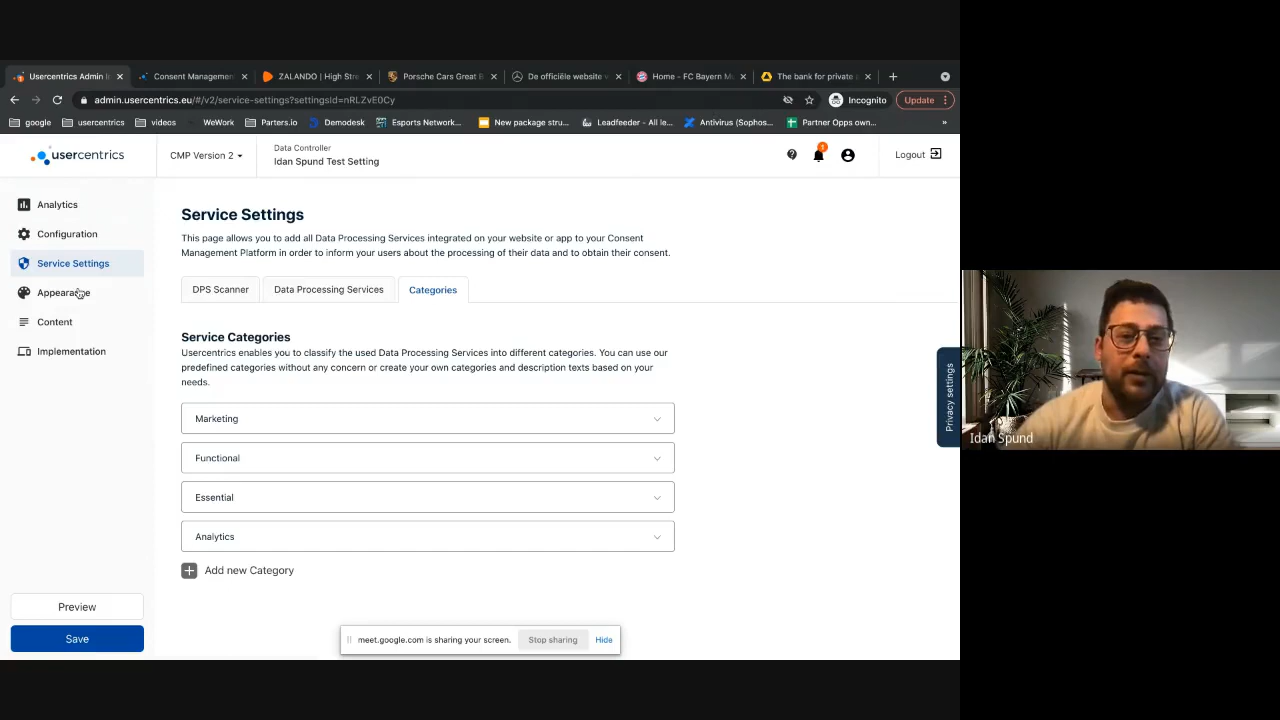 Usercentrics Admin I
Consent Managemen
ZALANDO | High Stre
Porsche Cars Great B
De officiële website v
Home - FC Bayern Mu
The bank for private a
admin.usercentrics.eu/#/v2/service-settings?settingsId=nRLZvE0Cy
Incognito
Update
google
usercentrics
videos
WeWork
Parters.io
Demodesk
Esports Network...
New package stru...
Leadfeeder - All le...
Antivirus (Sophos...
Partner Opps own...
»
usercentrics
CMP Version 2
Data Controller
Idan Spund Test Setting
1
Logout
Analytics
Configuration
Service Settings
Appearance
Content
Implementation
Preview
Save
Service Settings
This page allows you to add all Data Processing Services integrated on your website or app to your Consent
Management Platform in order to inform your users about the processing of their data and to obtain their consent.
DPS Scanner
Data Processing Services
Categories
Service Categories
Usercentrics enables you to classify the used Data Processing Services into different categories. You can use our
predefined categories without any concern or create your own categories and description texts based on your
needs.
Marketing
Functional
Essential
Analytics
Add new Category
Privacy settings
meet.google.com is sharing your screen.
Stop sharing
Hide
Idan Spund